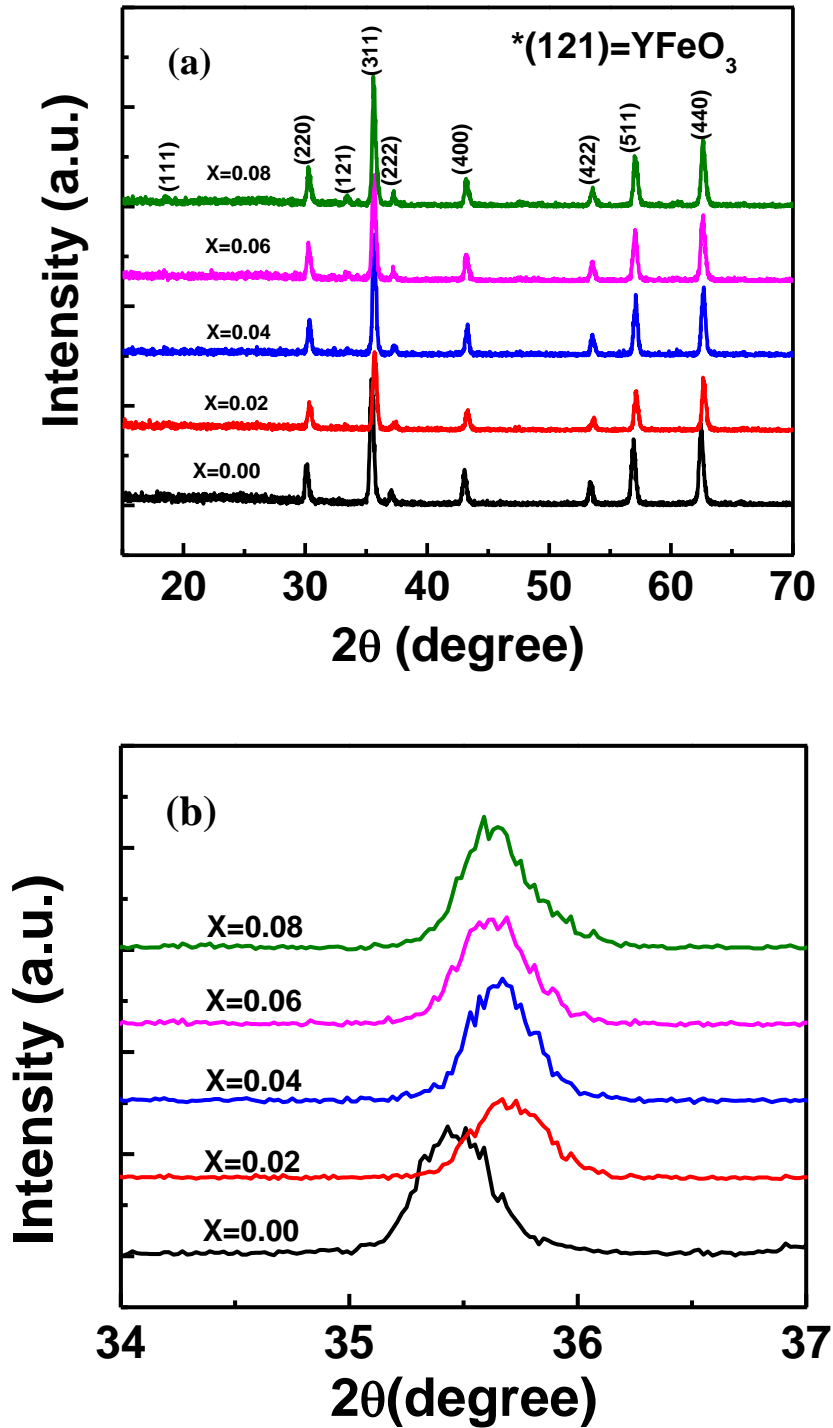 (a)
*(121)=YFeO3
(111)
(220)
(121)
(311)
(222)
(400)
(422)
(511)
(440)
X=0.08
X=0.06
X=0.04
X=0.02
X=0.00
Intensity (a.u.)
20 30 40 50 60 70
2θ (degree)
(b)
X=0.08
X=0.06
X=0.04
X=0.02
X=0.00
Intensity (a.u.)
34 35 36 37
2θ(degree)